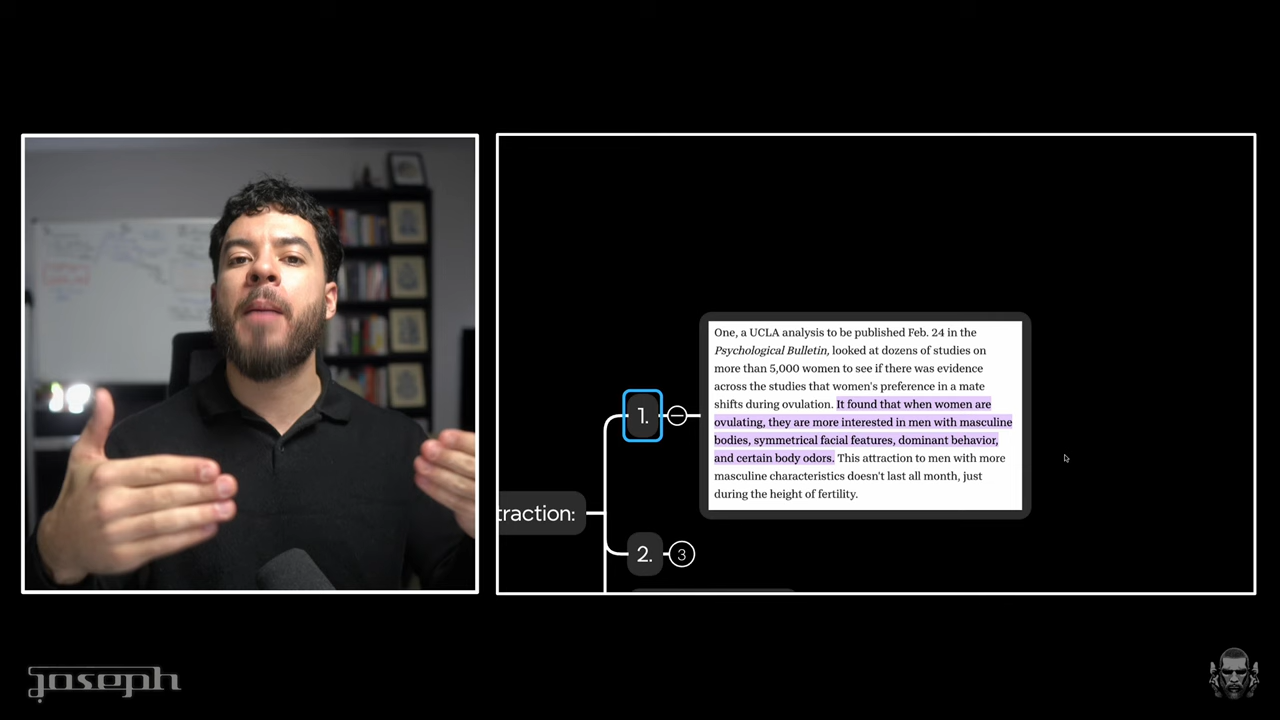 One, a UCLA analysis to be published Feb. 24 in the
Psychological Bulletin, looked at dozens of studies on
more than 5,000 women to see if there was evidence
across the studies that women's preference in a mate
shifts during ovulation. It found that when women are
ovulating, they are more interested in men with masculine
bodies, symmetrical facial features, dominant behavior,
and certain body odors. This attraction to men with more
masculine characteristics doesn't last all month, just
during the height of fertility.
1.
traction:
2. 3
joseph